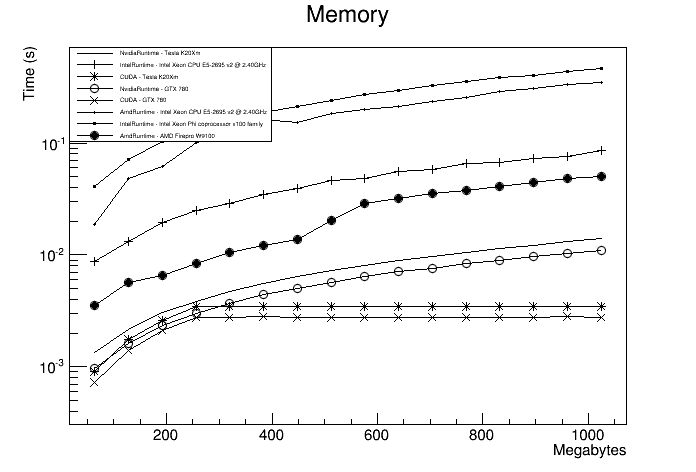 Memory
Time (s)
NvidiaRuntime - Tesla K20Xm
IntelRuntime - Intel Xeon CPU E5-2695 v2 @ 2.40GHz
CUDA - Tesla K20Xm
NvidiaRuntime - GTX 780
CUDA - GTX 780
AmdRuntime - Intel Xeon CPU E5-2695 v2 @ 2.40GHz
IntelRuntime - Intel Xeon Phi coprocessor x100 family
AmdRuntime - AMD Firepro W9100
10⁻¹
10⁻²
10⁻³
200 400 600 800 1000
Megabytes